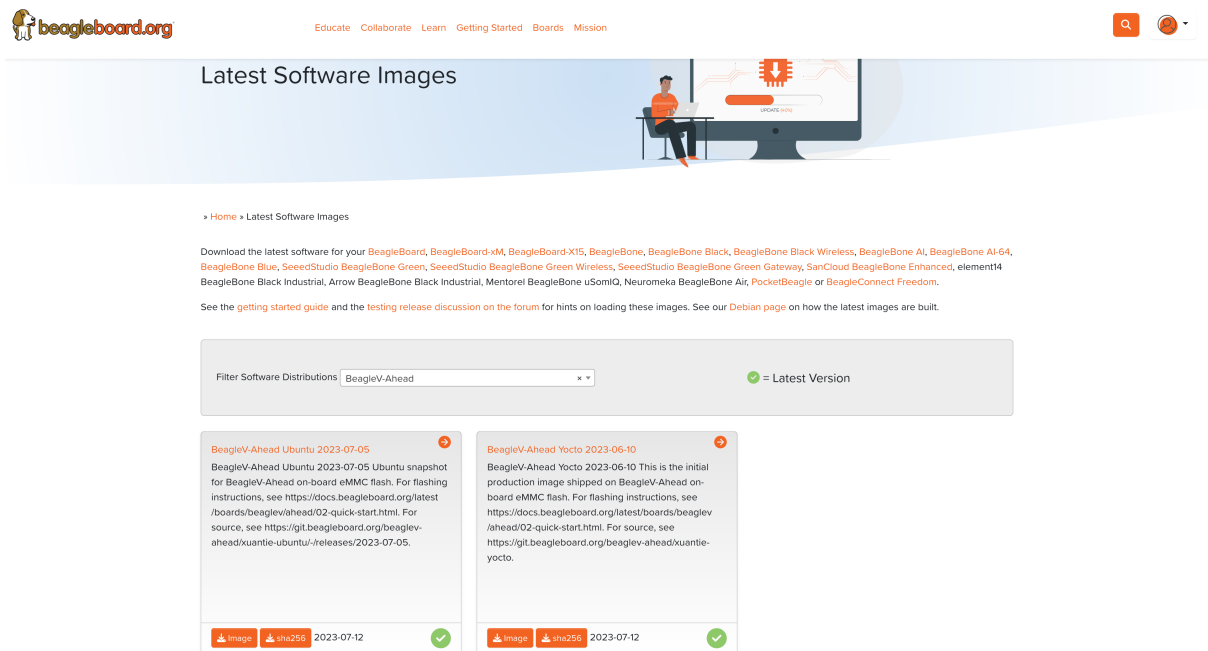 beagleboard.org
Educate Collaborate Learn Getting Started Boards Mission
Latest Software Images
UPDATE NOW
» Home » Latest Software Images
Download the latest software for your BeagleBoard, BeagleBoard-xM, BeagleBoard-X15, BeagleBone, BeagleBone Black, BeagleBone Black Wireless, BeagleBone AI, BeagleBone AI-64,
BeagleBone Blue, SeeedStudio BeagleBone Green, SeeedStudio BeagleBone Green Wireless, SeeedStudio BeagleBone Green Gateway, SanCloud BeagleBone Enhanced, element14
BeagleBone Black Industrial, Arrow BeagleBone Black Industrial, Mentorel BeagleBone uSomIQ, Neuromeka BeagleBone Air, PocketBeagle or BeagleConnect Freedom.
See the getting started guide and the testing release discussion on the forum for hints on loading these images. See our Debian page on how the latest images are built.
Filter Software Distributions BeagleV-Ahead ×
= Latest Version
BeagleV-Ahead Ubuntu 2023-07-05
BeagleV-Ahead Ubuntu 2023-07-05 Ubuntu snapshot
for BeagleV-Ahead on-board eMMC flash. For flashing
instructions, see https://docs.beagleboard.org/latest
/boards/beaglev/ahead/02-quick-start.html. For
source, see https://git.beagleboard.org/beaglev-
ahead/xuantie-ubuntu/-/releases/2023-07-05.
Image sha256 2023-07-12
BeagleV-Ahead Yocto 2023-06-10
BeagleV-Ahead Yocto 2023-06-10 This is the initial
production image shipped on BeagleV-Ahead on-
board eMMC flash. For flashing instructions, see
https://docs.beagleboard.org/latest/boards/beaglev
/ahead/02-quick-start.html. For source, see
https://git.beagleboard.org/beaglev-ahead/xuantie-
yocto.
Image sha256 2023-07-12